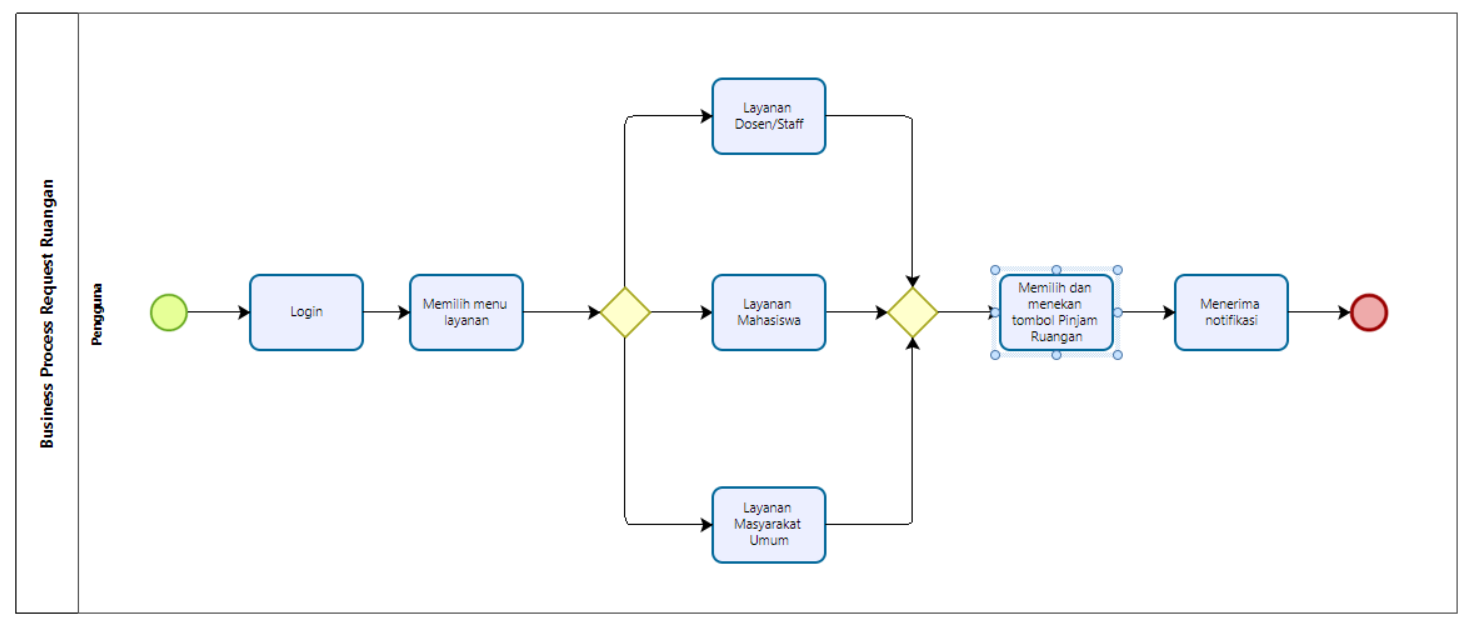 Business Process Request Ruangan
Pengguna
Login
Memilih menu
layanan
Layanan
Dosen/Staff
Layanan
Mahasiswa
Layanan
Masyarakat
Umum
Memilih dan
menekan
tombol Pinjam
Ruangan
Menerima
notifikasi